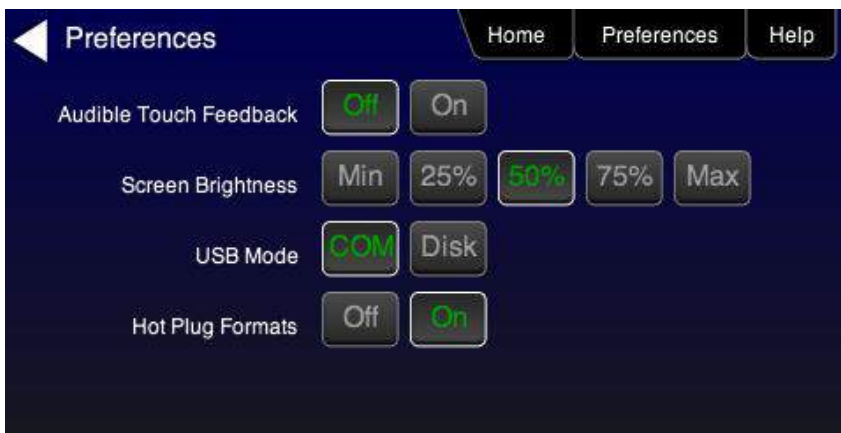 Preferences Home Preferences Help
Audible Touch Feedback Off On
Screen Brightness Min 25% 50% 75% Max
USB Mode COM Disk
Hot Plug Formats Off On